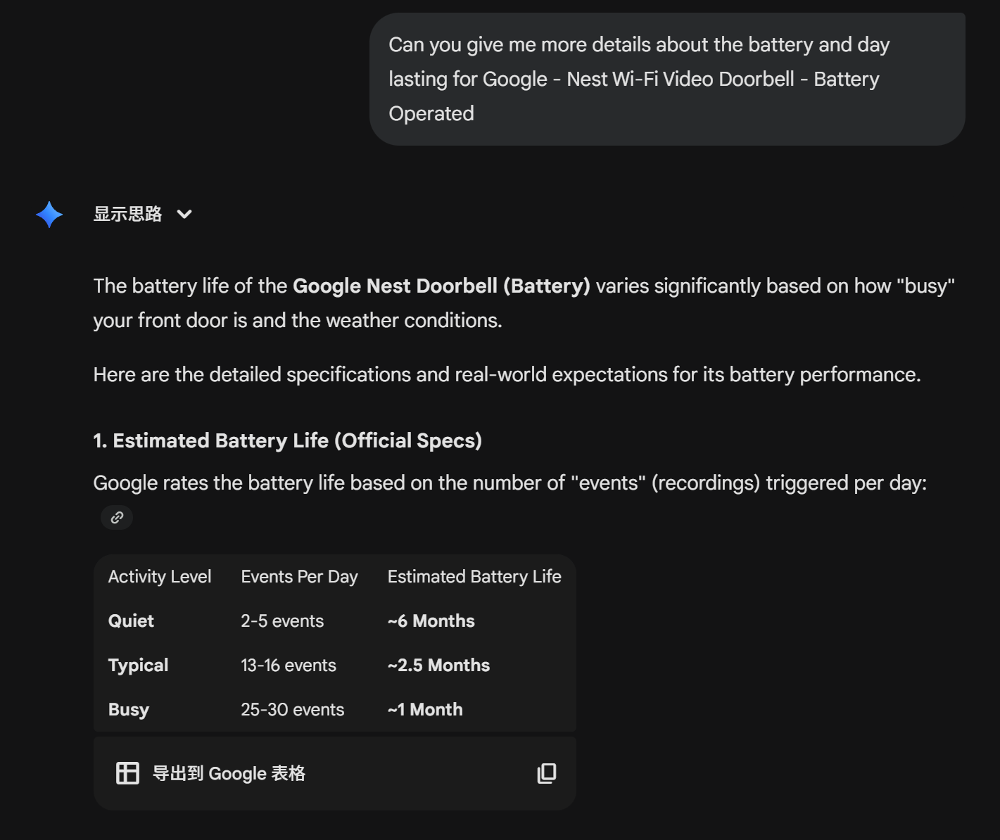 Can you give me more details about the battery and day
lasting for Google - Nest Wi-Fi Video Doorbell - Battery
Operated
显示思路
The battery life of the Google Nest Doorbell (Battery) varies significantly based on how "busy"
your front door is and the weather conditions.
Here are the detailed specifications and real-world expectations for its battery performance.
1. Estimated Battery Life (Official Specs)
Google rates the battery life based on the number of "events" (recordings) triggered per day:
Activity Level Events Per Day Estimated Battery Life
Quiet 2-5 events ~6 Months
Typical 13-16 events ~2.5 Months
Busy 25-30 events ~1 Month
导出到 Google 表格